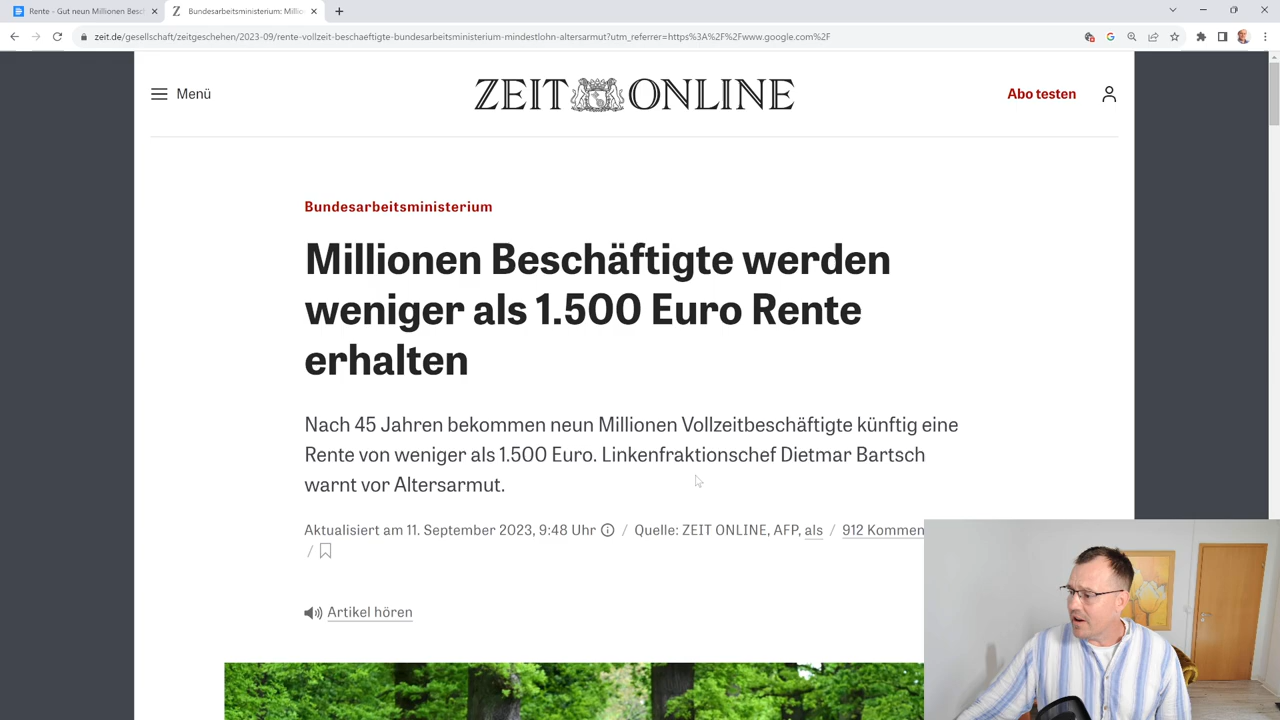 Rente - Gut neun Millionen Besc
Bundesarbeitsministerium: Millio
zeit.de/gesellschaft/zeitgeschehen/2023-09/rente-vollzeit-beschaeftigte-bundesarbeitsministerium-mindestlohn-altersarmut?utm_referrer=https%3A%2F%2Fwww.google.com%2F
Menü
ZEIT ONLINE
Abo testen
Bundesarbeitsministerium
Millionen Beschäftigte werden
weniger als 1.500 Euro Rente
erhalten
Nach 45 Jahren bekommen neun Millionen Vollzeitbeschäftigte künftig eine
Rente von weniger als 1.500 Euro. Linkenfraktionschef Dietmar Bartsch
warnt vor Altersarmut.
Aktualisiert am 11. September 2023, 9:48 Uhr / Quelle: ZEIT ONLINE, AFP, als / 912 Kommen
/
Artikel hören